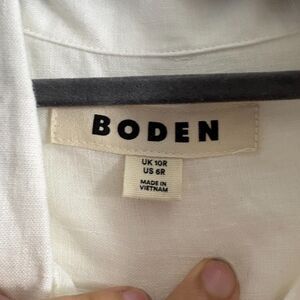 BODEN
UK 10R
US 6R
MADE IN
VIETNAM